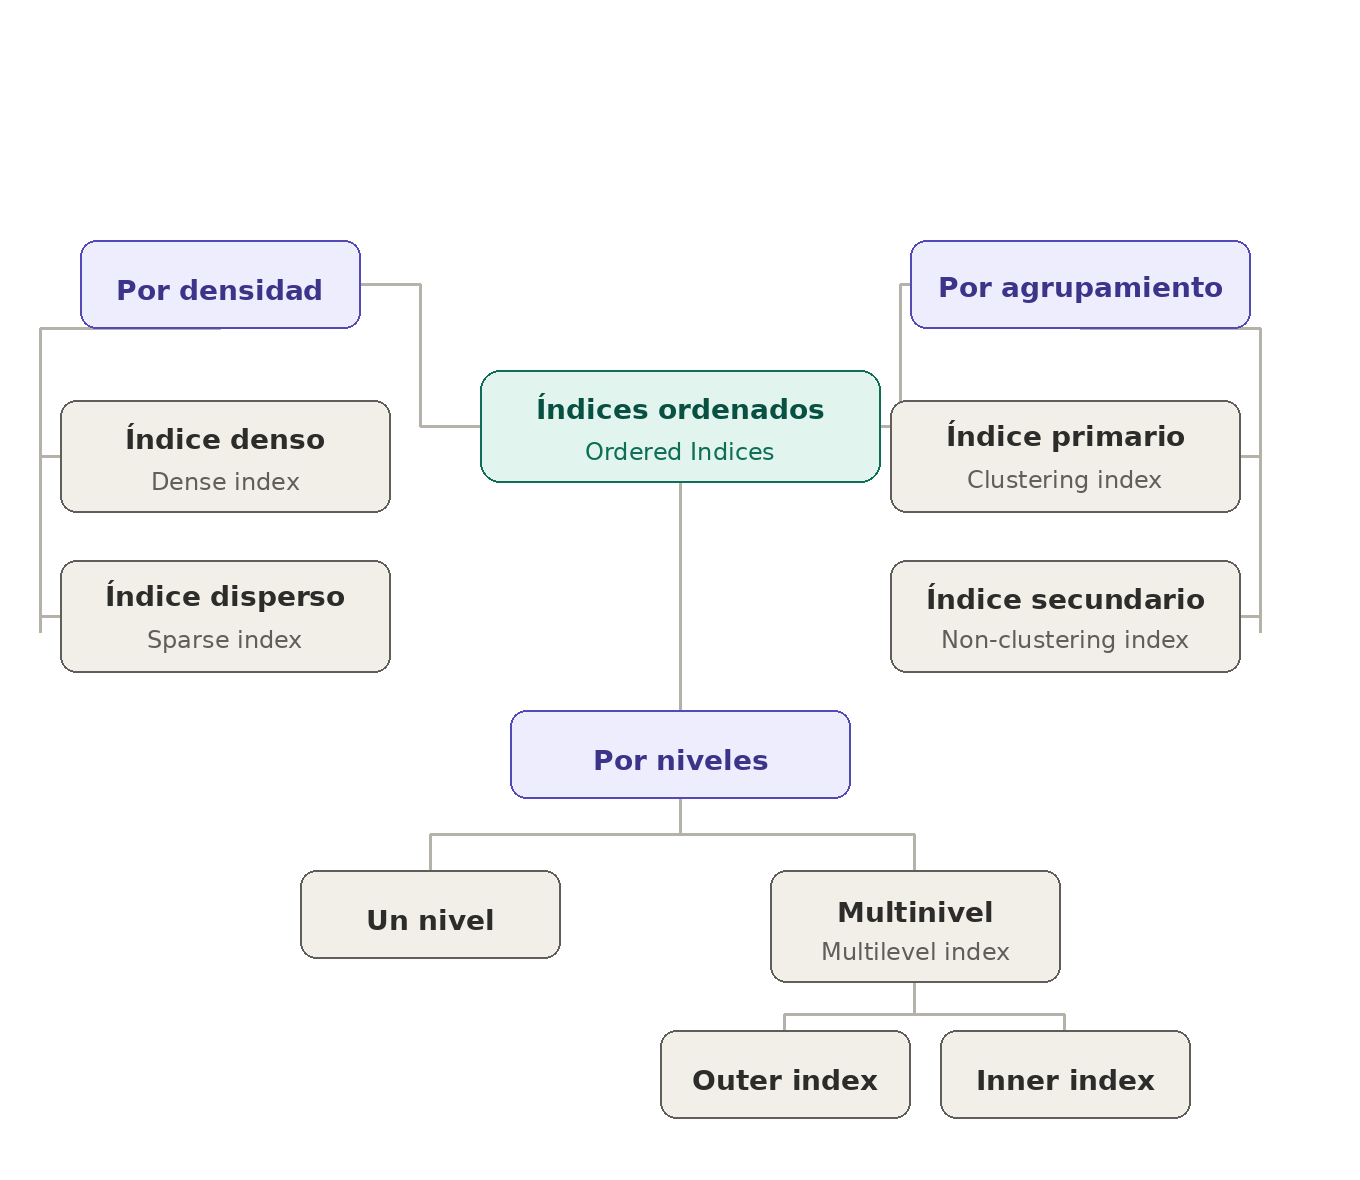 Por densidad
Por agrupamiento
Índices ordenados
Ordered Indices
Índice denso
Dense index
Índice primario
Clustering index
Índice disperso
Sparse index
Índice secundario
Non-clustering index
Por niveles
Un nivel
Multinivel
Multilevel index
Outer index
Inner index